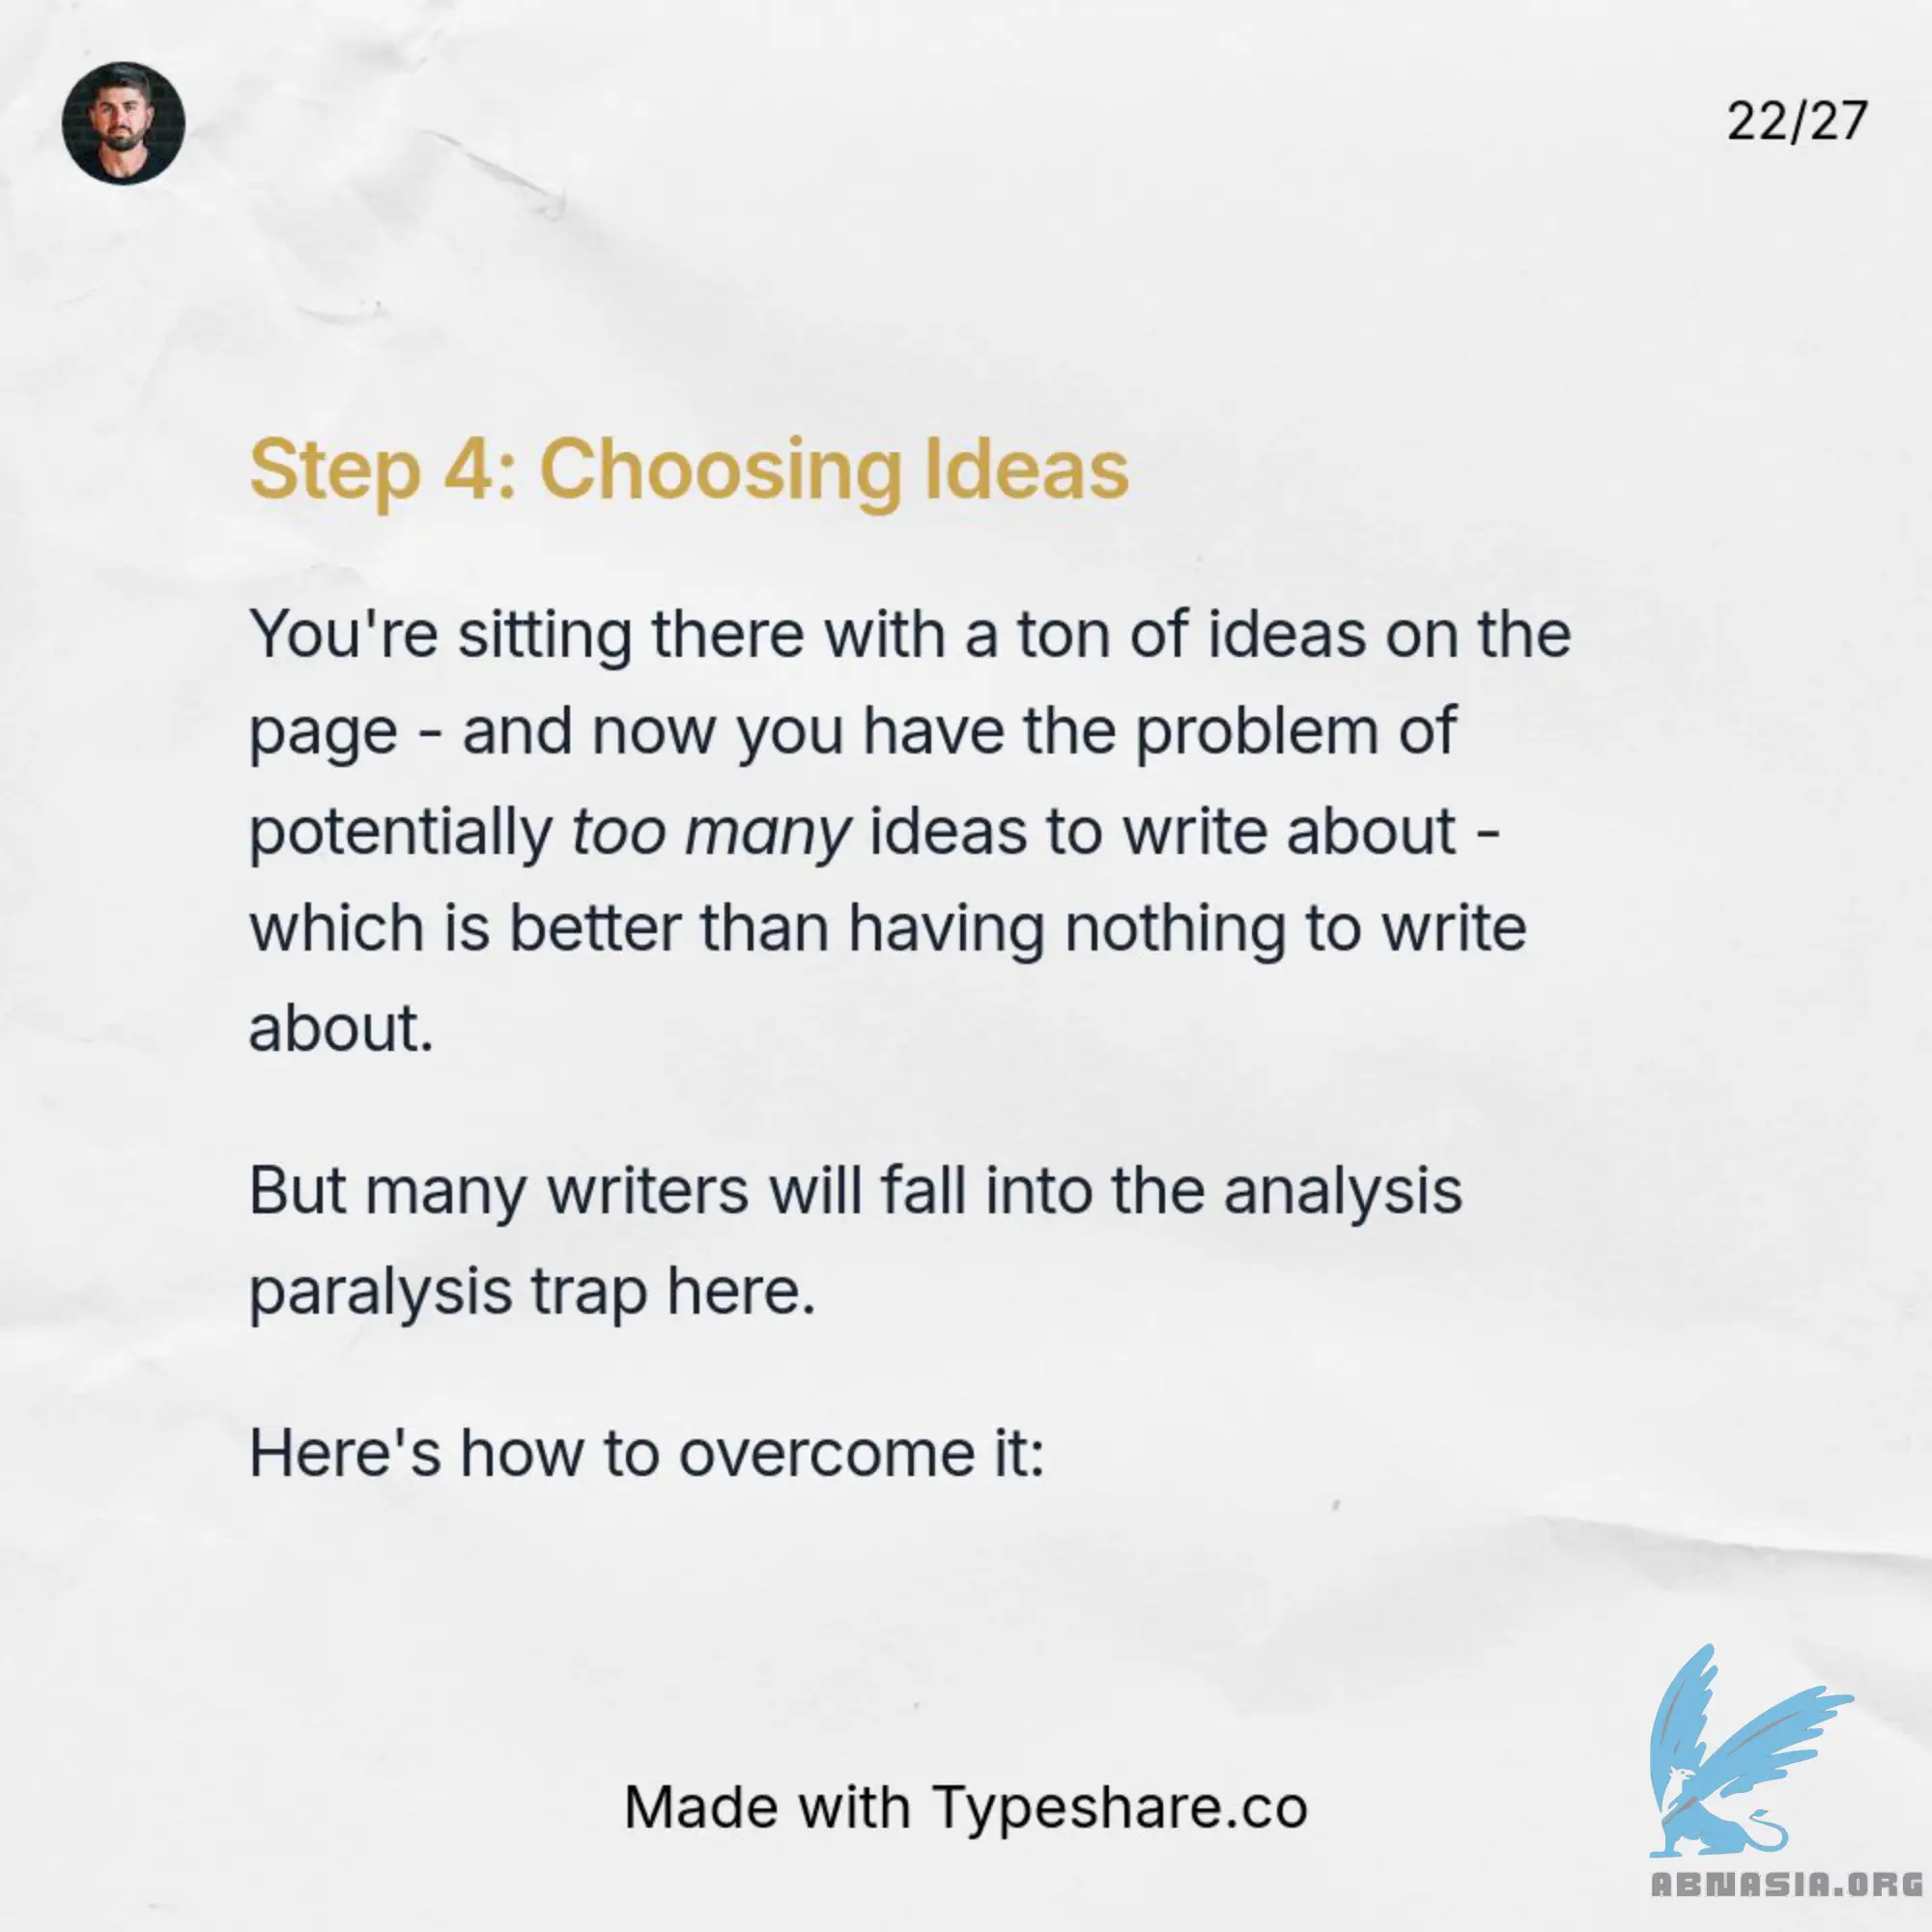 22/27
Step 4: Choosing Ideas
You're sitting there with a ton of ideas on the
page - and now you have the problem of
potentially too many ideas to write about -
which is better than having nothing to write
about.
But many writers will fall into the analysis
paralysis trap here.
Here's how to overcome it:
Made with Typeshare.co
ABNASIA.ORG